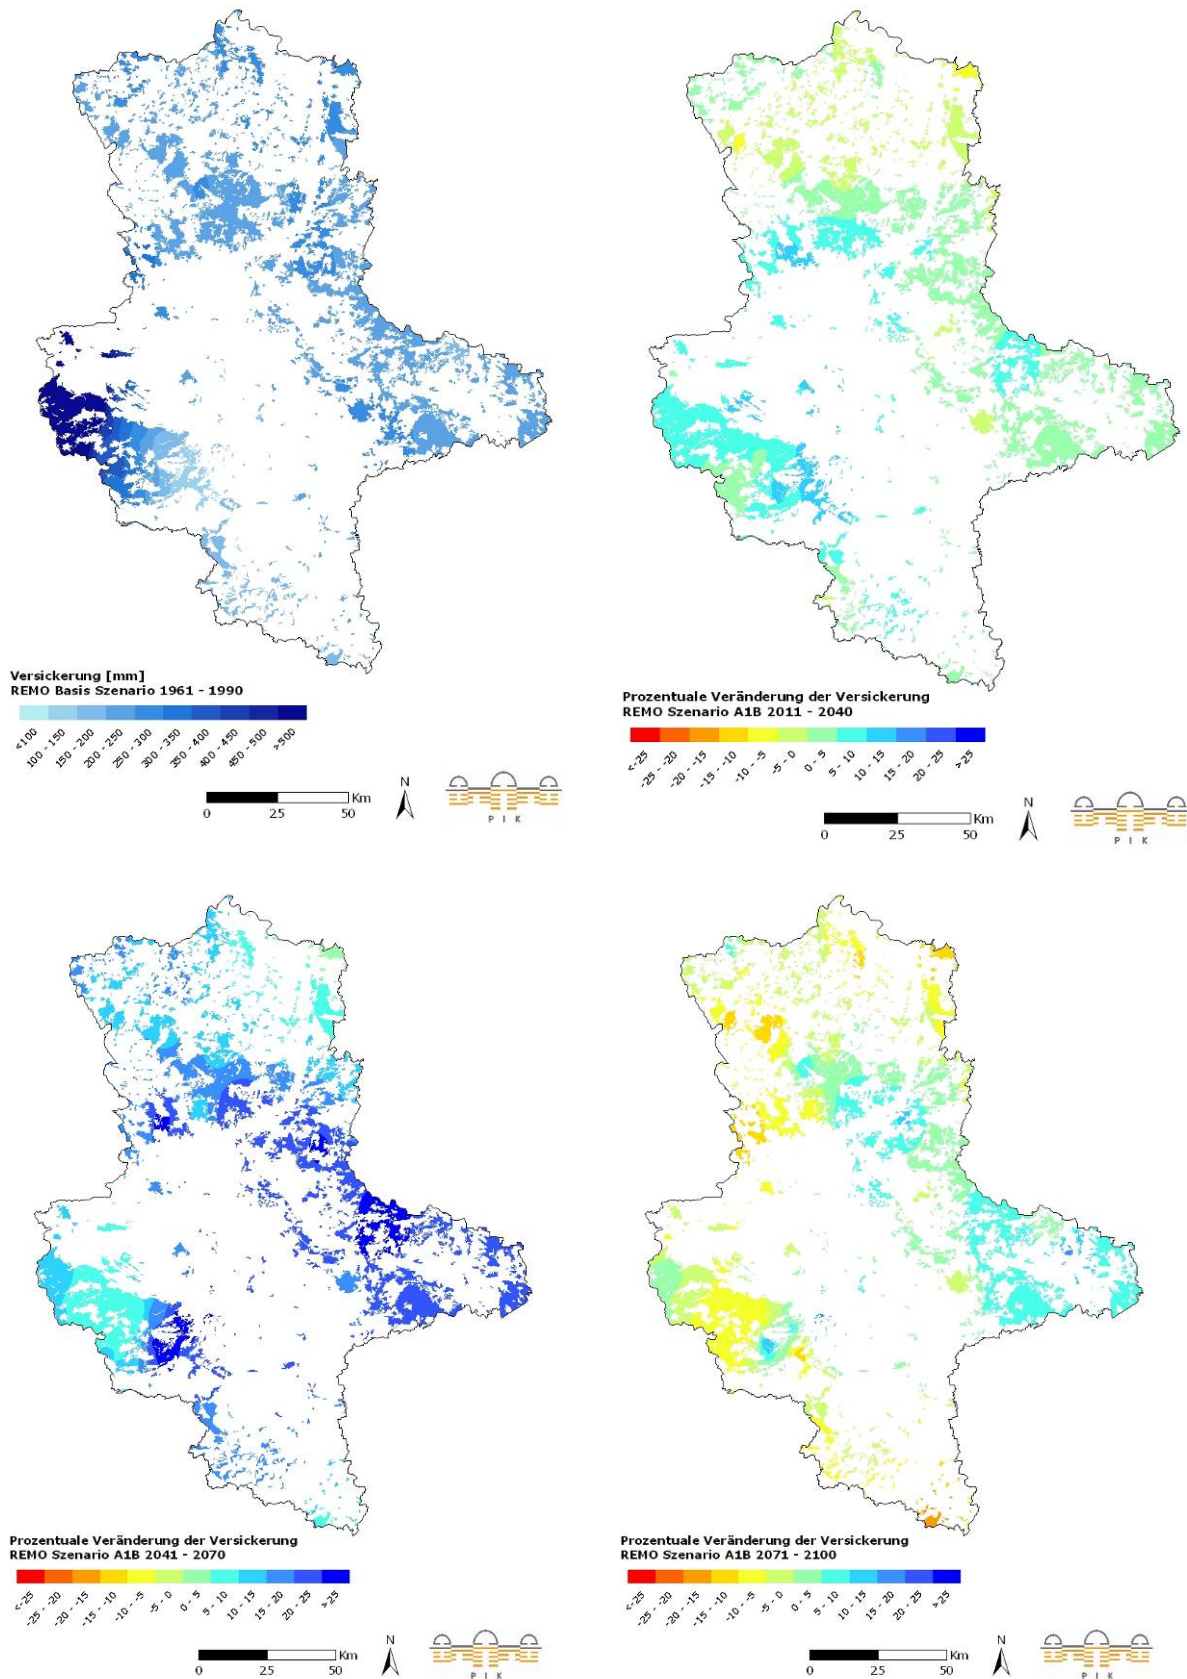 Versickerung [mm]
REMO Basis Szenario 1961 - 1990
<100
100 - 150
150 - 200
200 - 250
250 - 300
300 - 350
350 - 400
400 - 450
450 - 500
>500
N
Km
0 25 50
P I K
Prozentuale Veränderung der Versickerung
REMO Szenario A1B 2011 - 2040
<-25
-25 - -20
-20 - -15
-15 - -10
-10 - -5
-5 - 0
0 - 5
5 - 10
10 - 15
15 - 20
20 - 25
>25
N
Km
0 25 50
P I K
Prozentuale Veränderung der Versickerung
REMO Szenario A1B 2041 - 2070
<-25
-25 - -20
-20 - -15
-15 - -10
-10 - -5
-5 - 0
0 - 5
5 - 10
10 - 15
15 - 20
20 - 25
>25
N
Km
0 25 50
P I K
Prozentuale Veränderung der Versickerung
REMO Szenario A1B 2071 - 2100
<-25
-25 - -20
-20 - -15
-15 - -10
-10 - -5
-5 - 0
0 - 5
5 - 10
10 - 15
15 - 20
20 - 25
>25
N
Km
0 25 50
P I K